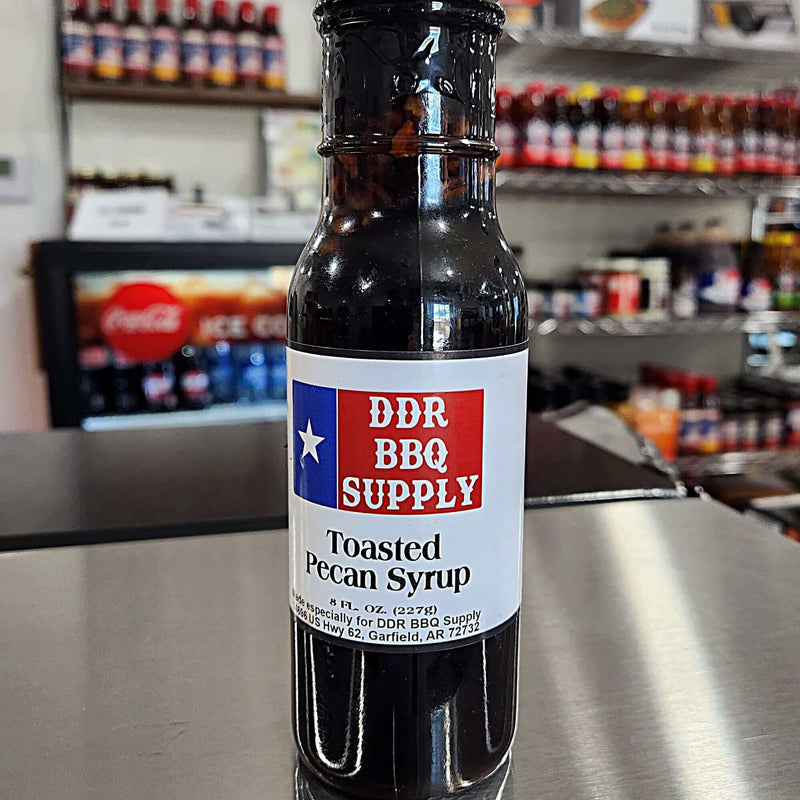 Coca-Cola
ICE CO
DDR
BBQ
SUPPLY
Toasted
Pecan Syrup
8 FL. OZ. (227g)
ade especially for DDR BBQ Supply
US Hwy 62, Garfield, AR 72732